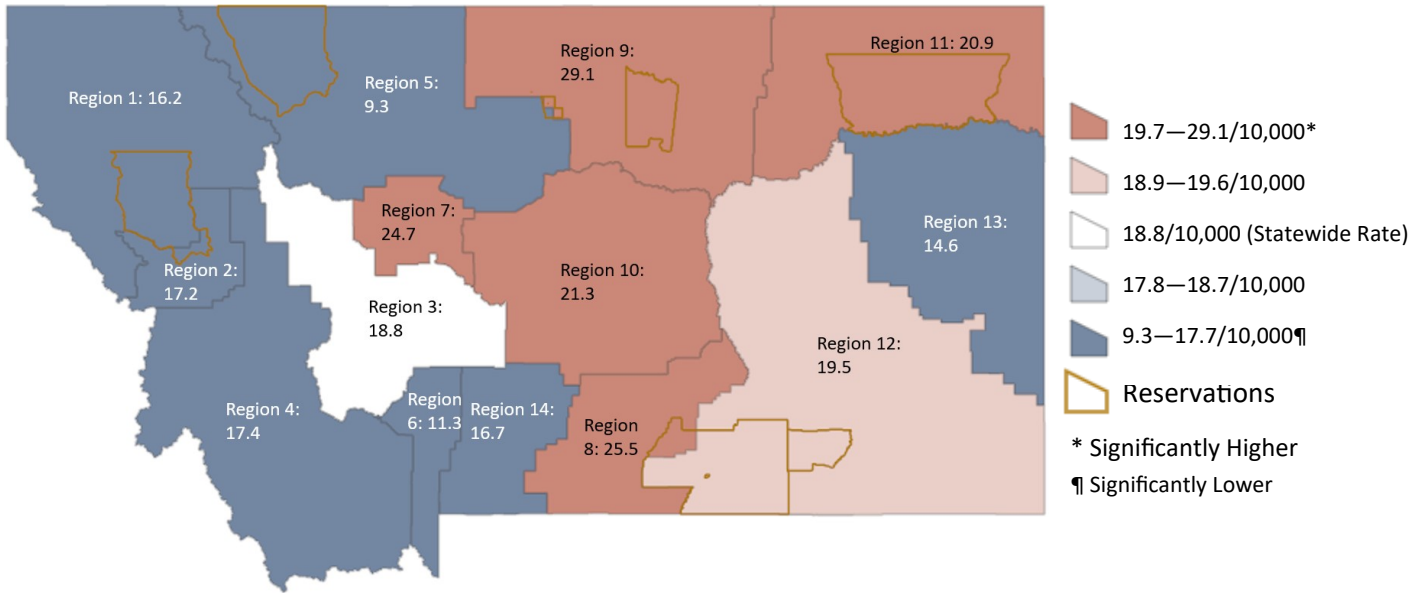 Region 1: 16.2
Region 5:
9.3
Region 9:
29.1
Region 11: 20.9
Region 2:
17.2
Region 7:
24.7
Region 3:
18.8
Region 10:
21.3
Region 13:
14.6
Region 12:
19.5
Region 4:
17.4
Region
6: 11.3
Region 14:
16.7
Region
8: 25.5
19.7—29.1/10,000*
18.9—19.6/10,000
18.8/10,000 (Statewide Rate)
17.8—18.7/10,000
9.3—17.7/10,000¶
Reservations
* Significantly Higher
¶ Significantly Lower